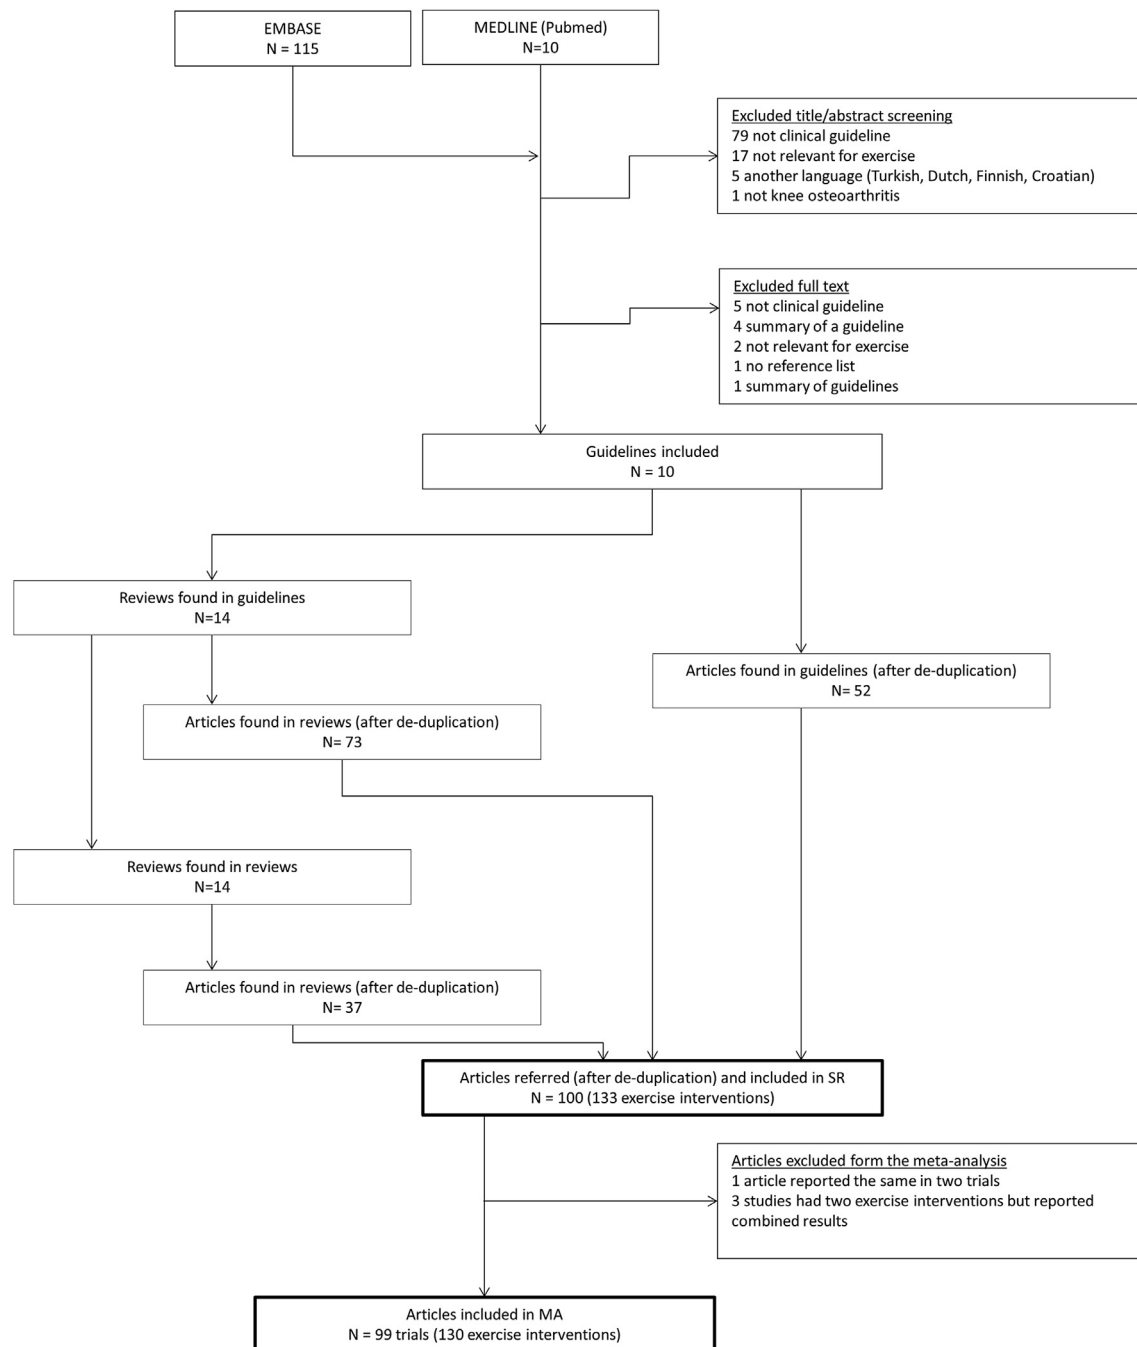 EMBASE
N = 115
MEDLINE (Pubmed)
N=10
Excluded title/abstract screening
79 not clinical guideline
17 not relevant for exercise
5 another language (Turkish, Dutch, Finnish, Croatian)
1 not knee osteoarthritis
Excluded full text
5 not clinical guideline
4 summary of a guideline
2 not relevant for exercise
1 no reference list
1 summary of guidelines
Guidelines included
N = 10
Reviews found in guidelines
N=14
Articles found in guidelines (after de-duplication)
N= 52
Articles found in reviews (after de-duplication)
N= 73
Reviews found in reviews
N=14
Articles found in reviews (after de-duplication)
N= 37
Articles referred (after de-duplication) and included in SR
N = 100 (133 exercise interventions)
Articles excluded form the meta-analysis
1 article reported the same in two trials
3 studies had two exercise interventions but reported
combined results
Articles included in MA
N = 99 trials (130 exercise interventions)